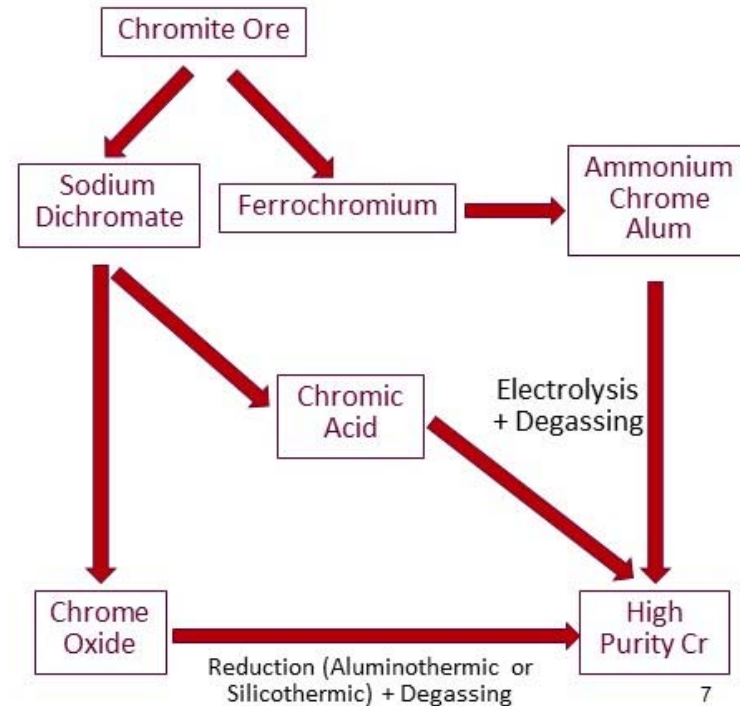 Chromite Ore
Sodium
Dichromate
Ferrochromium
Ammonium
Chrome
Alum
Chromic
Acid
Electrolysis
+ Degassing
Chrome
Oxide
High
Purity Cr
Reduction (Aluminothermic or
Silicothermic) + Degassing
7